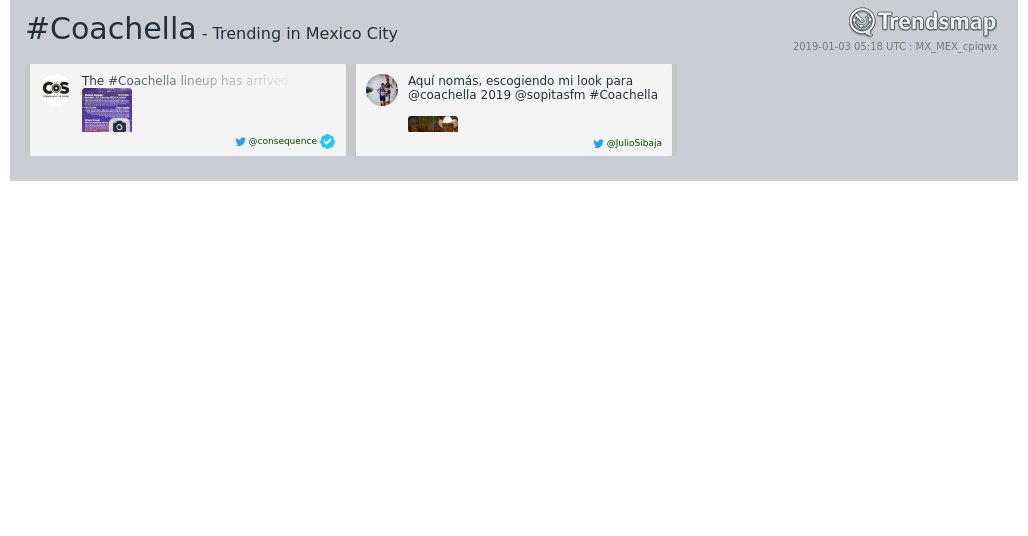 #Coachella - Trending in Mexico City
Trendsmap
2019-01-03 05:18 UTC : MX_MEX_cpiqwx
The #Coachella lineup has arrived
COS
@consequence
Aquí nomás, escogiendo mi look para
@coachella 2019 @sopitasfm #Coachella
@JulioSibaja